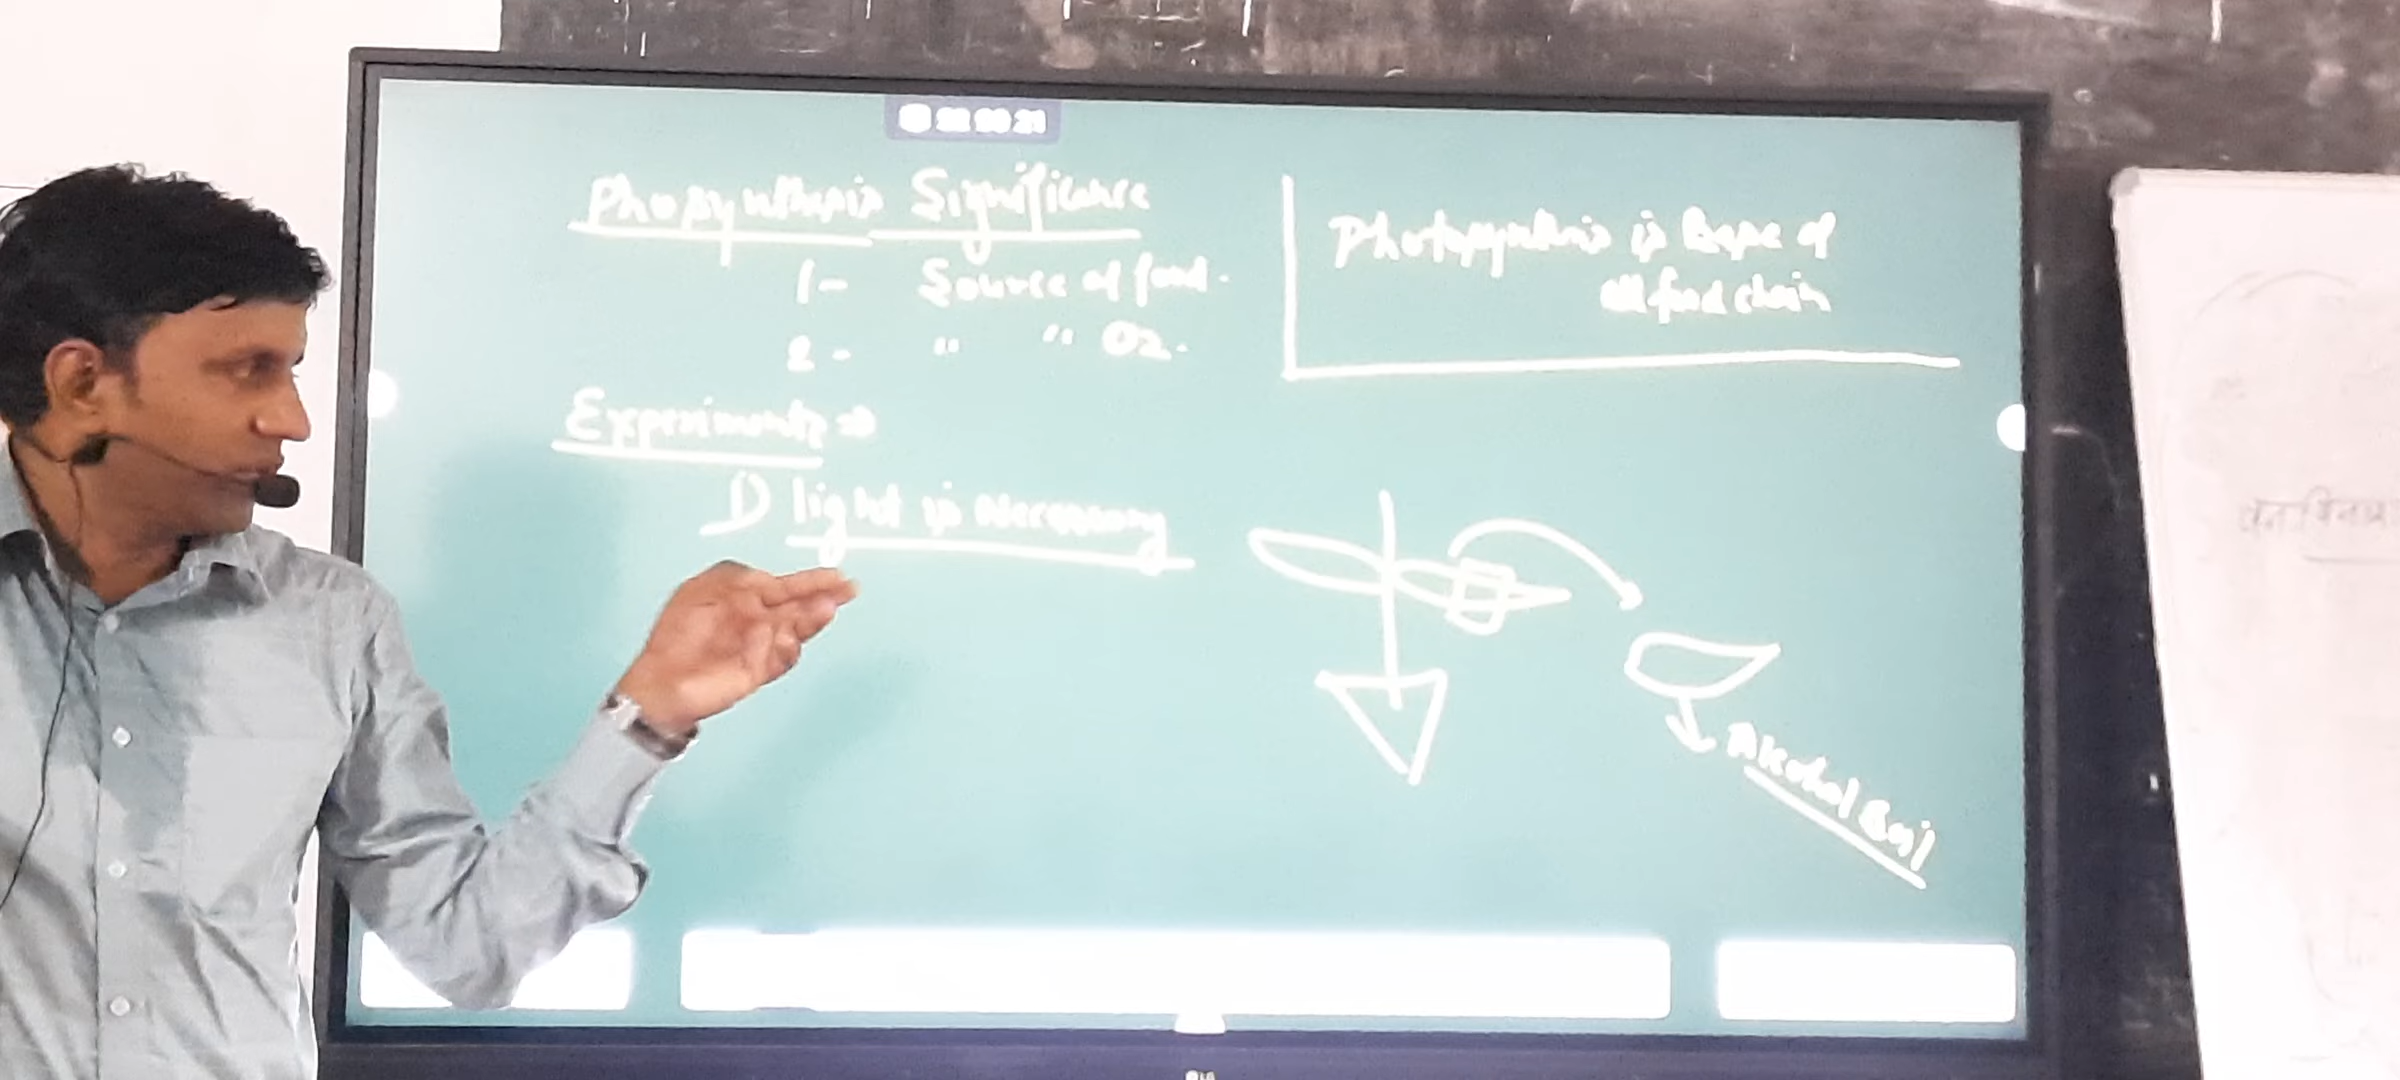 Phosynthesis Significance
1- Source of food.
2- " " O2.
Photosynthesis is Base of
all food chain
Experiments ⇒
1) light is Necessary
Alcohol Boil